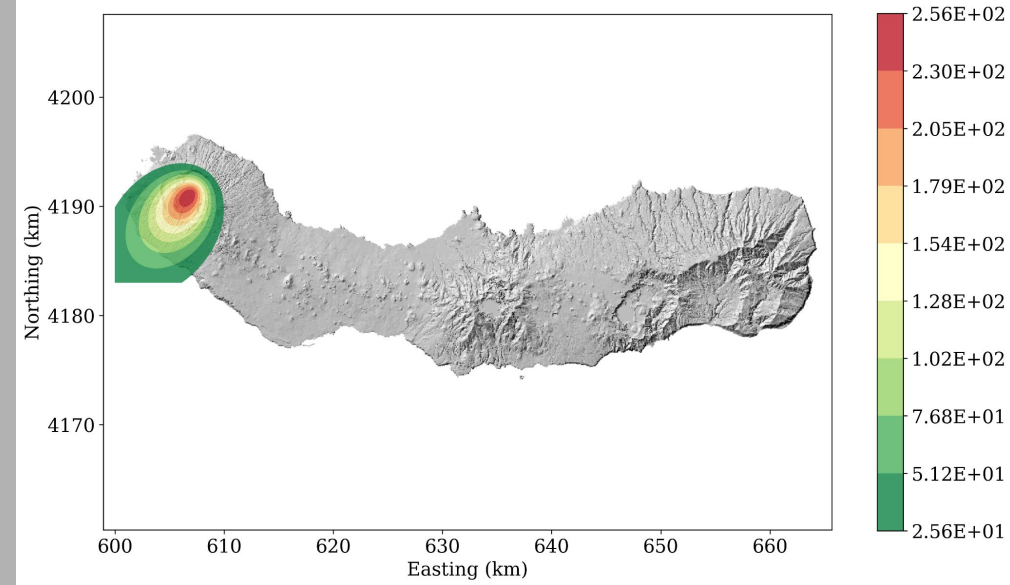 2.56E+02
2.30E+02
2.05E+02
1.79E+02
1.54E+02
1.28E+02
1.02E+02
7.68E+01
5.12E+01
2.56E+01
4200
4190
4180
4170
Northing (km)
600 610 620 630 640 650 660
Easting (km)